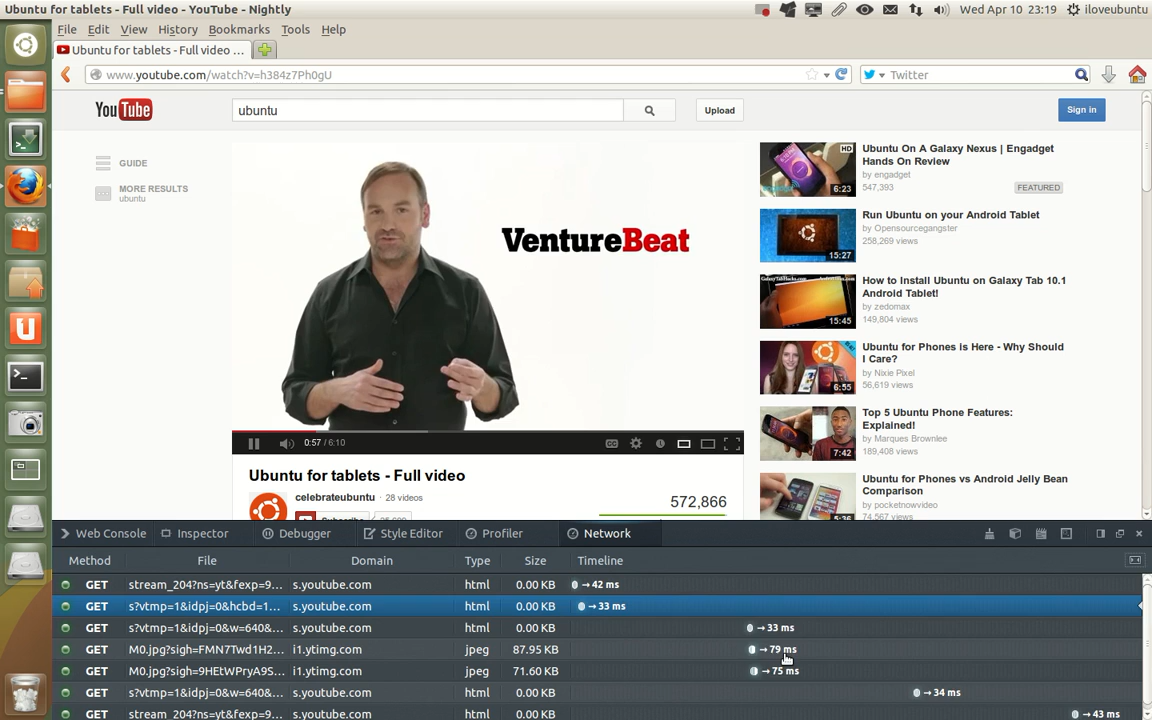 Ubuntu for tablets - Full video - YouTube - Nightly
Wed Apr 10 23:19 iloveubuntu
File Edit View History Bookmarks Tools Help
Ubuntu for tablets - Full video ...
www.youtube.com/watch?v=h384z7Ph0gU
Twitter
YouTube
ubuntu
Upload
Sign in
GUIDE
MORE RESULTS
ubuntu
VentureBeat
0:57 / 6:10
CC
Ubuntu for tablets - Full video
celebrateubuntu · 28 videos
Subscribe
572,866
HD
6:23
Ubuntu On A Galaxy Nexus | Engadget
Hands On Review
by engadget
547,393
FEATURED
15:27
Run Ubuntu on your Android Tablet
by Opensourcegangster
258,269 views
15:45
How to Install Ubuntu on Galaxy Tab 10.1
Android Tablet!
by zedomax
149,804 views
6:55
Ubuntu for Phones is Here - Why Should
I Care?
by Nixie Pixel
56,619 views
7:42
Top 5 Ubuntu Phone Features:
Explained!
by Marques Brownlee
189,408 views
Ubuntu for Phones vs Android Jelly Bean
Comparison
by pocketnowvideo
74,567 views
Web Console Inspector Debugger Style Editor Profiler Network
Method File Domain Type Size Timeline
GET stream_204?ns=yt&fexp=9... s.youtube.com html 0.00 KB → 42 ms
GET s?vtmp=1&idpj=0&hcbd=1... s.youtube.com html 0.00 KB → 33 ms
GET s?vtmp=1&idpj=0&w=640&... s.youtube.com html 0.00 KB → 33 ms
GET M0.jpg?sigh=FMN7Twd1H2... i1.ytimg.com jpeg 87.95 KB → 79 ms
GET M0.jpg?sigh=9HEtWPryA9S... i1.ytimg.com jpeg 71.60 KB → 75 ms
GET s?vtmp=1&idpj=0&w=640&... s.youtube.com html 0.00 KB → 34 ms
GET stream_204?ns=yt&fexp=9... s.youtube.com html 0.00 KB → 43 ms